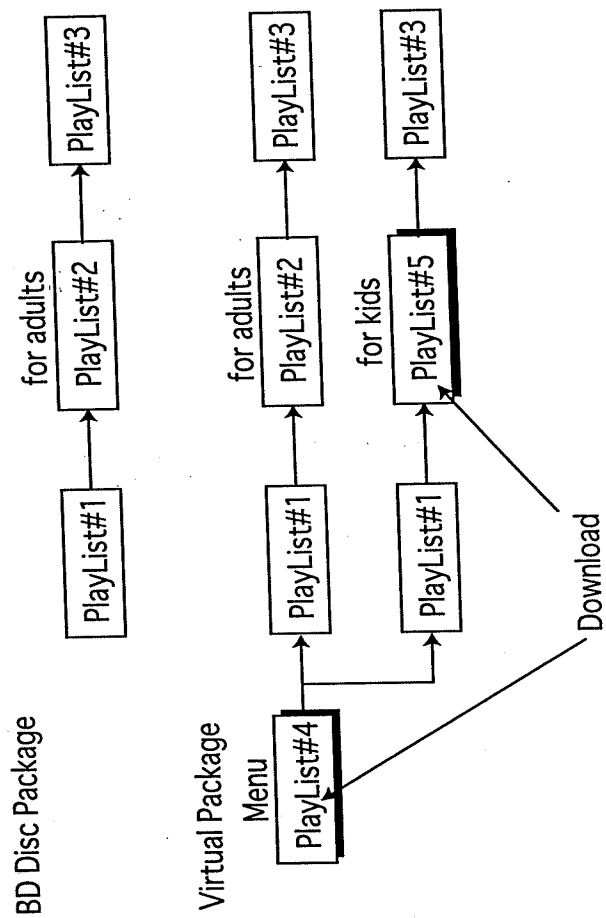 BD Disc Package
for adults
PlayList#1
PlayList#2
PlayList#3
Virtual Package
Menu
for adults
PlayList#4
PlayList#1
PlayList#2
PlayList#3
for kids
PlayList#1
PlayList#5
PlayList#3
Download